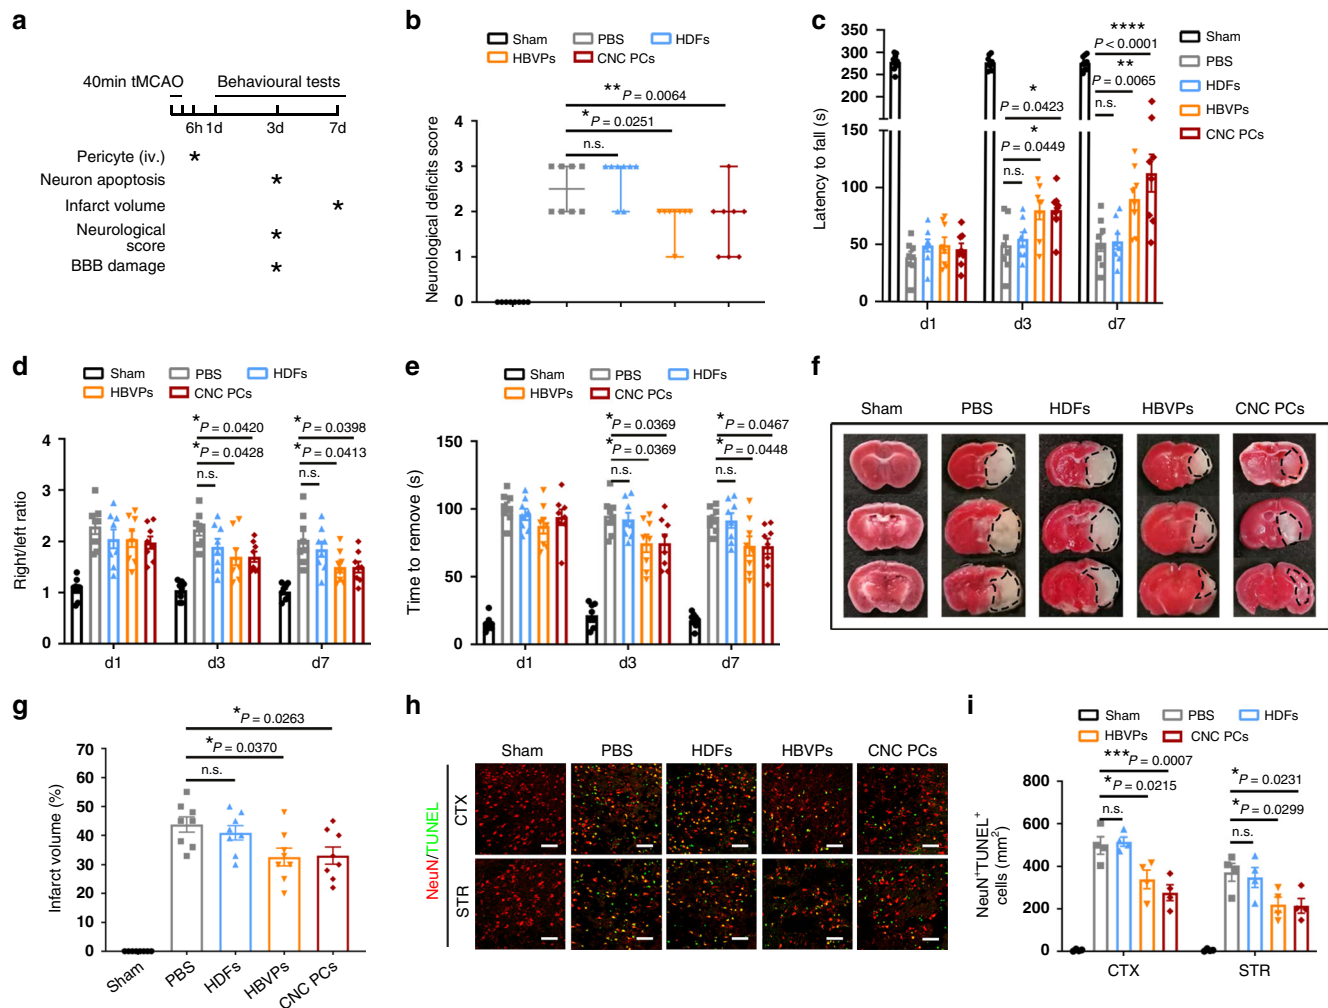 a
40min tMCAO
Behavioural tests
6h 1d 3d 7d
Pericyte (iv.) *
Neuron apoptosis *
Infarct volume *
Neurological
score *
BBB damage *
b
Sham PBS HDFs
HBVPs CNC PCs
** P = 0.0064
* P = 0.0251
n.s.
Neurological deficits score
4
3
2
1
0
c
Sham
PBS
HDFs
HBVPs
CNC PCs
****
P < 0.0001
**
P = 0.0065
n.s.
*
P = 0.0423
*
P = 0.0449
n.s.
Latency to fall (s)
350
300
250
200
150
100
50
0
d1 d3 d7
d
Sham PBS HDFs
HBVPs CNC PCs
* P = 0.0420
* P = 0.0428
n.s.
* P = 0.0398
* P = 0.0413
n.s.
Right/left ratio
4
3
2
1
0
d1 d3 d7
e
Sham PBS HDFs
HBVPs CNC PCs
* P = 0.0369
* P = 0.0369
n.s.
* P = 0.0467
* P = 0.0448
n.s.
Time to remove (s)
150
100
50
0
d1 d3 d7
f
Sham PBS HDFs HBVPs CNC PCs
g
* P = 0.0263
* P = 0.0370
n.s.
Infarct volume (%)
70
60
50
40
30
20
10
0
Sham PBS HDFs HBVPs CNC PCs
h
Sham PBS HDFs HBVPs CNC PCs
NeuN/TUNEL
CTX
STR
i
Sham PBS HDFs
HBVPs CNC PCs
*** P = 0.0007
* P = 0.0215
n.s.
* P = 0.0231
* P = 0.0299
n.s.
NeuN⁺TUNEL⁺
cells (mm²)
800
600
400
200
0
CTX STR